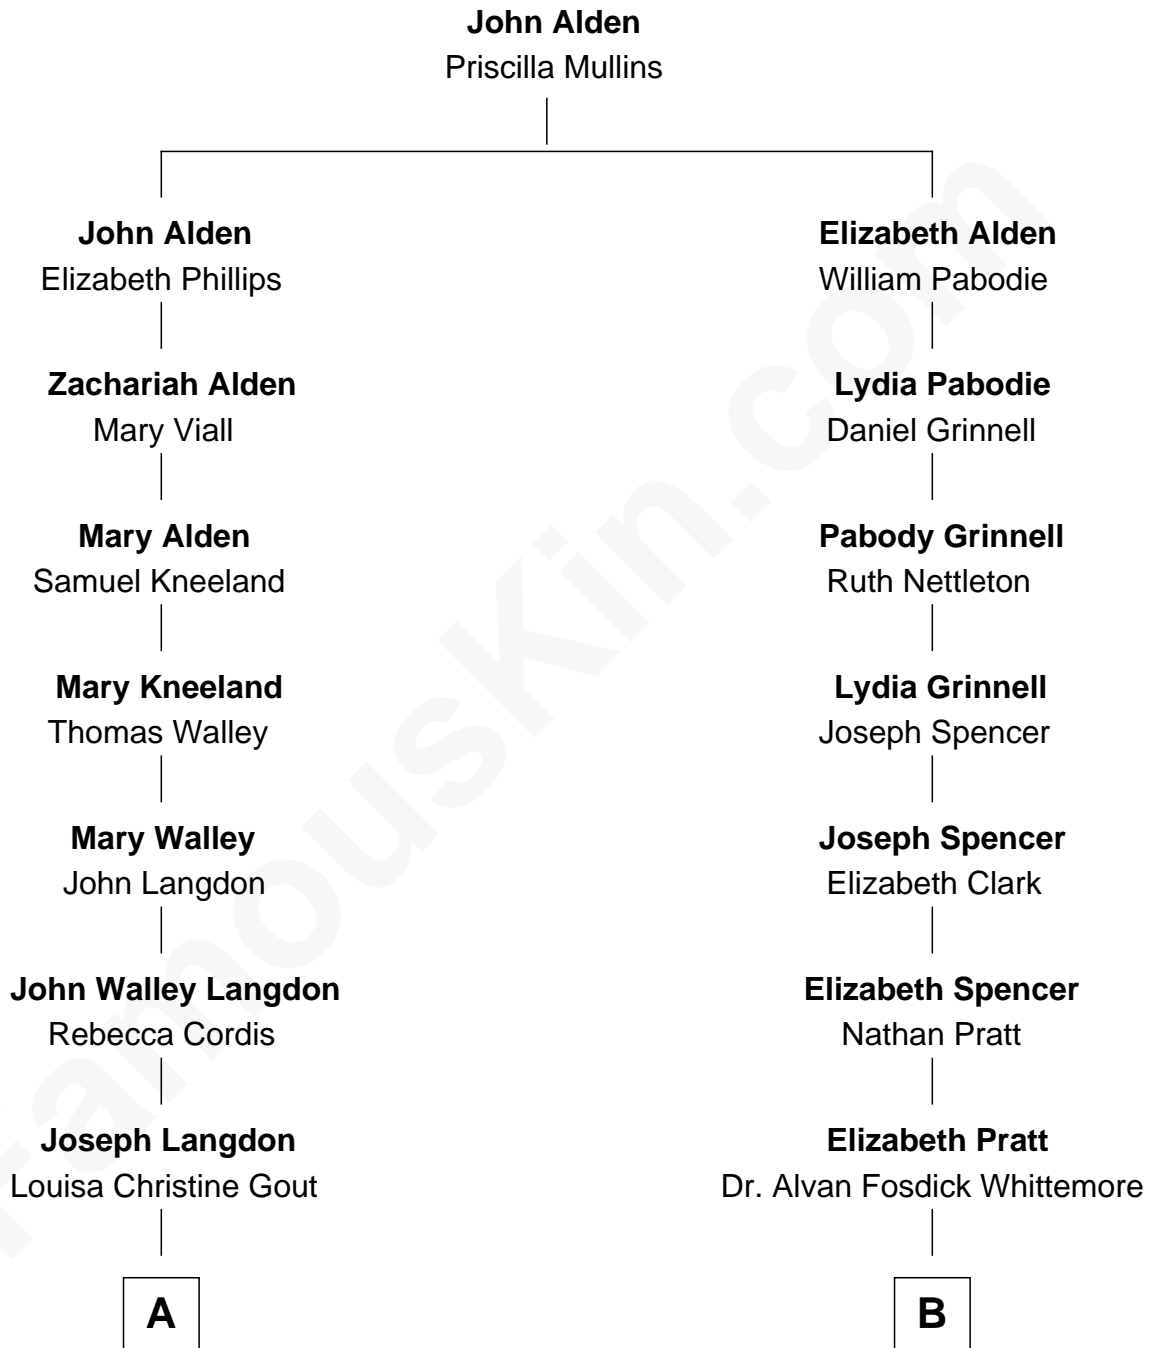 John Alden
Priscilla Mullins
John Alden
Elizabeth Phillips
Zachariah Alden
Mary Viall
Mary Alden
Samuel Kneeland
Mary Kneeland
Thomas Walley
Mary Walley
John Langdon
John Walley Langdon
Rebecca Cordis
Joseph Langdon
Louisa Christine Gout
A
Elizabeth Alden
William Pabodie
Lydia Pabodie
Daniel Grinnell
Pabody Grinnell
Ruth Nettleton
Lydia Grinnell
Joseph Spencer
Joseph Spencer
Elizabeth Clark
Elizabeth Spencer
Nathan Pratt
Elizabeth Pratt
Dr. Alvan Fosdick Whittemore
B
FamousKin.com